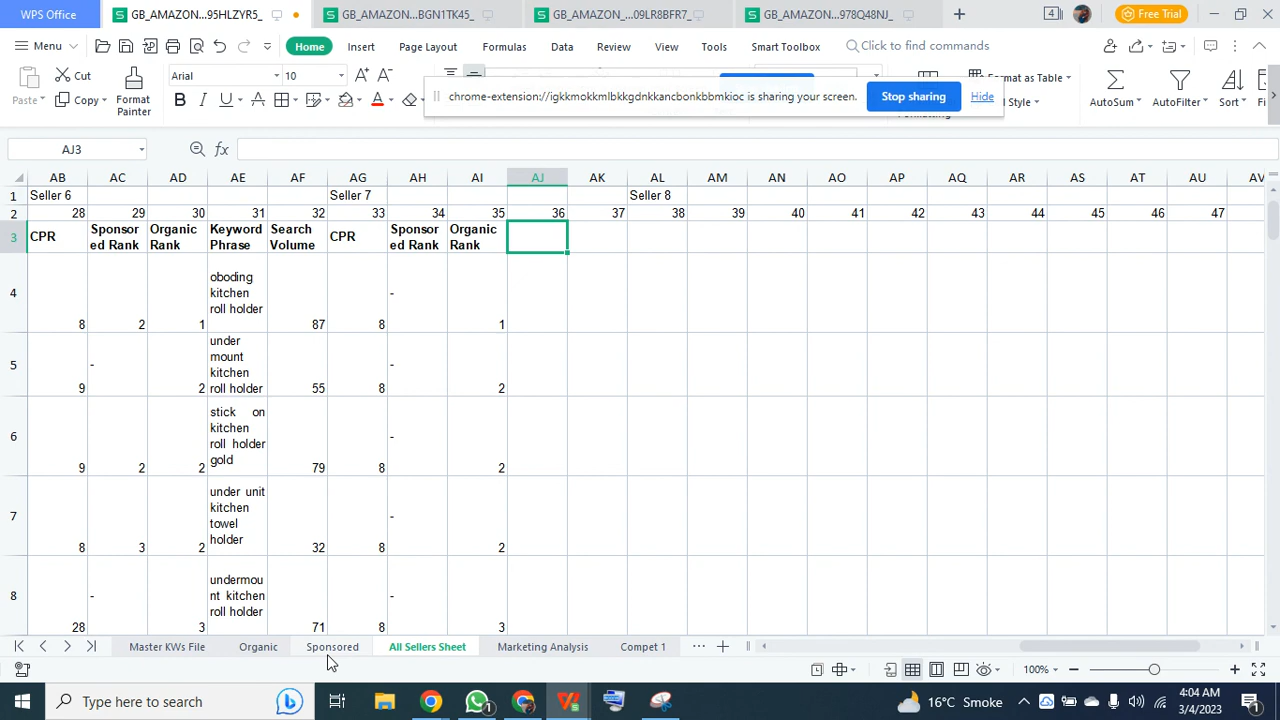 WPS Office GB_AMAZON...95HLZYR5_ GB_AMAZON...BGN1TK45_ GB_AMAZON_...09LR8BFR7_ GB_AMAZON_...978Q48NJ_ Free Trial
Menu Home Insert Page Layout Formulas Data Review View Tools Smart Toolbox Click to find commands
Paste Cut Copy Format Painter Arial 10 Format as Table Style AutoSum AutoFilter Sort
chrome-extension://igkkmokkmlbkkgdnkkancbonkbbmkioc is sharing your screen. Stop sharing Hide
AJ3 fx
AB AC AD AE AF AG AH AI AJ AK AL AM AN AO AP AQ AR AS AT AU AV
1 Seller 6 Seller 7 Seller 8
2 28 29 30 31 32 33 34 35 36 37 38 39 40 41 42 43 44 45 46 47
3 CPR Sponsored Rank Organic Rank Keyword Phrase Search Volume CPR Sponsored Rank Organic Rank
4 8 2 1 oboding kitchen roll holder 87 8 - 1
5 9 - 2 under mount kitchen roll holder 55 8 - 2
6 9 2 2 stick on kitchen roll holder gold 79 8 - 2
7 8 3 2 under unit kitchen towel holder 32 8 - 2
8 28 - 3 undermount kitchen roll holder 71 8 - 3
Master KWs File Organic Sponsored All Sellers Sheet Marketing Analysis Compet 1 ...
100%
Type here to search 1 16°C Smoke 4:04 AM
3/4/2023 1